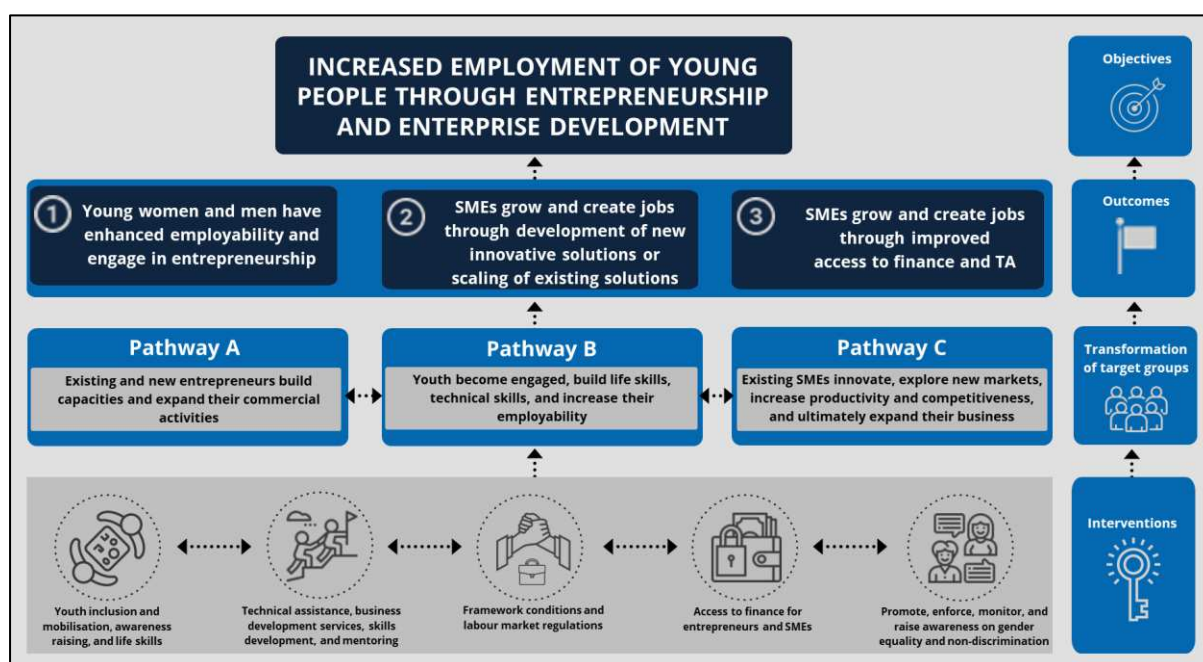 INCREASED EMPLOYMENT OF YOUNG
PEOPLE THROUGH ENTREPRENEURSHIP
AND ENTERPRISE DEVELOPMENT
Objectives
1
Young women and men have
enhanced employability and
engage in entrepreneurship
2
SMEs grow and create jobs
through development of new
innovative solutions or
scaling of existing solutions
3
SMEs grow and create jobs
through improved
access to finance and TA
Outcomes
Pathway A
Existing and new entrepreneurs build
capacities and expand their commercial
activities
Pathway B
Youth become engaged, build life skills,
technical skills, and increase their
employability
Pathway C
Existing SMEs innovate, explore new markets,
increase productivity and competitiveness,
and ultimately expand their business
Transformation
of target groups
Youth inclusion and
mobilisation, awareness
raising, and life skills
Technical assistance, business
development services, skills
development, and mentoring
Framework conditions and
labour market regulations
Access to finance for
entrepreneurs and SMEs
Promote, enforce, monitor, and
raise awareness on gender
equality and non-discrimination
Interventions